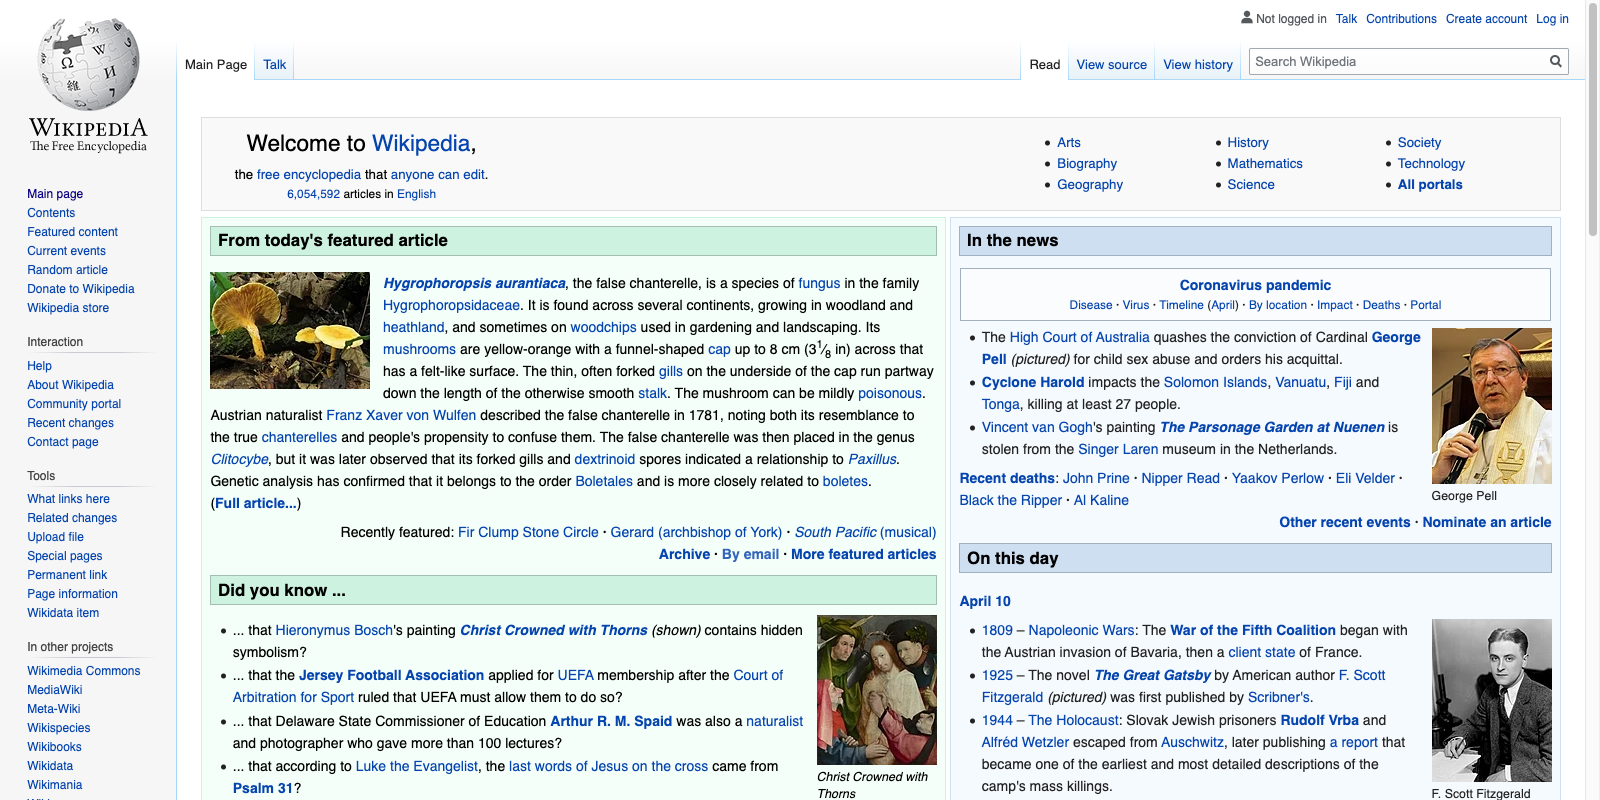 Not logged in Talk Contributions Create account Log in
Main Page Talk Read View source View history Search Wikipedia
WIKIPEDIA
The Free Encyclopedia
Main page
Contents
Featured content
Current events
Random article
Donate to Wikipedia
Wikipedia store
Interaction
Help
About Wikipedia
Community portal
Recent changes
Contact page
Tools
What links here
Related changes
Upload file
Special pages
Permanent link
Page information
Wikidata item
In other projects
Wikimedia Commons
MediaWiki
Meta-Wiki
Wikispecies
Wikibooks
Wikidata
Wikimania
Welcome to Wikipedia,
the free encyclopedia that anyone can edit.
6,054,592 articles in English
Arts
Biography
Geography
History
Mathematics
Science
Society
Technology
All portals
From today's featured article
Hygrophoropsis aurantiaca, the false chanterelle, is a species of fungus in the family
Hygrophoropsidaceae. It is found across several continents, growing in woodland and
heathland, and sometimes on woodchips used in gardening and landscaping. Its
mushrooms are yellow-orange with a funnel-shaped cap up to 8 cm (3 1⁄8 in) across that
has a felt-like surface. The thin, often forked gills on the underside of the cap run partway
down the length of the otherwise smooth stalk. The mushroom can be mildly poisonous.
Austrian naturalist Franz Xaver von Wulfen described the false chanterelle in 1781, noting both its resemblance to
the true chanterelles and people's propensity to confuse them. The false chanterelle was then placed in the genus
Clitocybe, but it was later observed that its forked gills and dextrinoid spores indicated a relationship to Paxillus.
Genetic analysis has confirmed that it belongs to the order Boletales and is more closely related to boletes.
(Full article...)
Recently featured: Fir Clump Stone Circle · Gerard (archbishop of York) · South Pacific (musical)
Archive · By email · More featured articles
Did you know ...
... that Hieronymus Bosch's painting Christ Crowned with Thorns (shown) contains hidden
symbolism?
... that the Jersey Football Association applied for UEFA membership after the Court of
Arbitration for Sport ruled that UEFA must allow them to do so?
... that Delaware State Commissioner of Education Arthur R. M. Spaid was also a naturalist
and photographer who gave more than 100 lectures?
... that according to Luke the Evangelist, the last words of Jesus on the cross came from
Psalm 31?
Christ Crowned with
Thorns
In the news
Coronavirus pandemic
Disease · Virus · Timeline (April) · By location · Impact · Deaths · Portal
The High Court of Australia quashes the conviction of Cardinal George
Pell (pictured) for child sex abuse and orders his acquittal.
Cyclone Harold impacts the Solomon Islands, Vanuatu, Fiji and
Tonga, killing at least 27 people.
Vincent van Gogh's painting The Parsonage Garden at Nuenen is
stolen from the Singer Laren museum in the Netherlands.
George Pell
Recent deaths: John Prine · Nipper Read · Yaakov Perlow · Eli Velder ·
Black the Ripper · Al Kaline
Other recent events · Nominate an article
On this day
April 10
1809 – Napoleonic Wars: The War of the Fifth Coalition began with
the Austrian invasion of Bavaria, then a client state of France.
1925 – The novel The Great Gatsby by American author F. Scott
Fitzgerald (pictured) was first published by Scribner's.
1944 – The Holocaust: Slovak Jewish prisoners Rudolf Vrba and
Alfréd Wetzler escaped from Auschwitz, later publishing a report that
became one of the earliest and most detailed descriptions of the
camp's mass killings.
F. Scott Fitzgerald